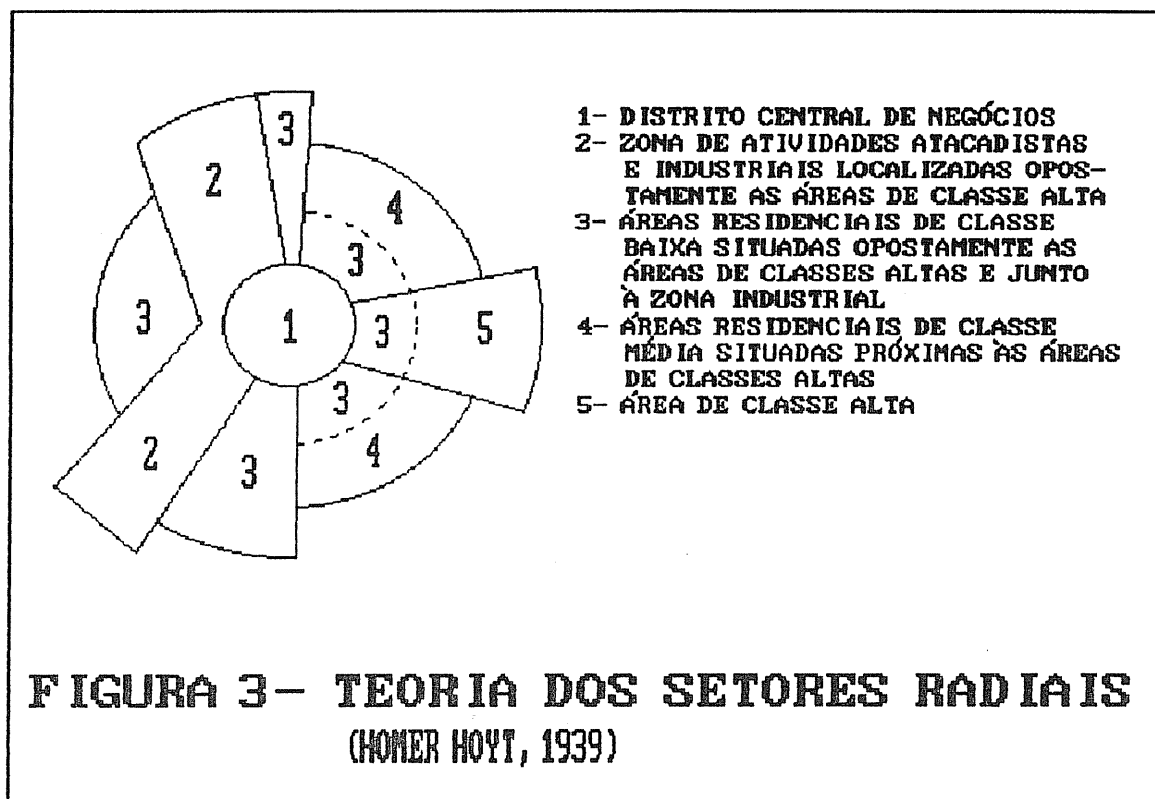 3
2
4
3
3
1
3
5
3
2
3
4
1- DISTRITO CENTRAL DE NEGÓCIOS
2- ZONA DE ATIVIDADES ATACADISTAS
E INDUSTRIAIS LOCALIZADAS OPOS-
TAMENTE AS ÁREAS DE CLASSE ALTA
3- ÁREAS RESIDENCIAIS DE CLASSE
BAIXA SITUADAS OPOSTAMENTE AS
ÁREAS DE CLASSES ALTAS E JUNTO
À ZONA INDUSTRIAL
4- ÁREAS RESIDENCIAIS DE CLASSE
MÉDIA SITUADAS PRÓXIMAS ÀS ÁREAS
DE CLASSES ALTAS
5- ÁREA DE CLASSE ALTA
FIGURA 3- TEORIA DOS SETORES RADIAIS
(HOMER HOYT, 1939)